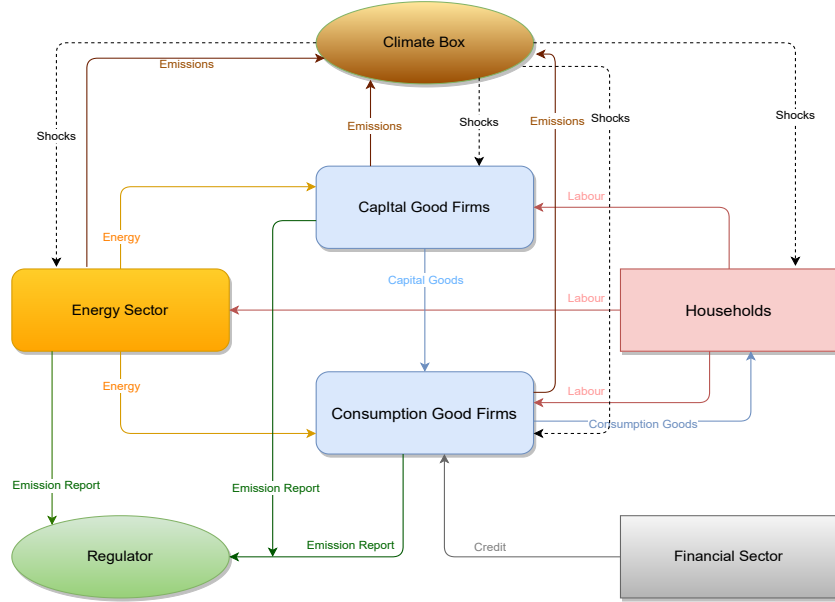 Climate Box
Emissions
Shocks
Emissions
Shocks
Emissions
Shocks
Shocks
CapItal Good Firms
Labour
Energy
Capital Goods
Energy Sector
Labour
Households
Energy
Labour
Consumption Good Firms
Consumption Goods
Emission Report
Emission Report
Regulator
Emission Report
Credit
Financial Sector